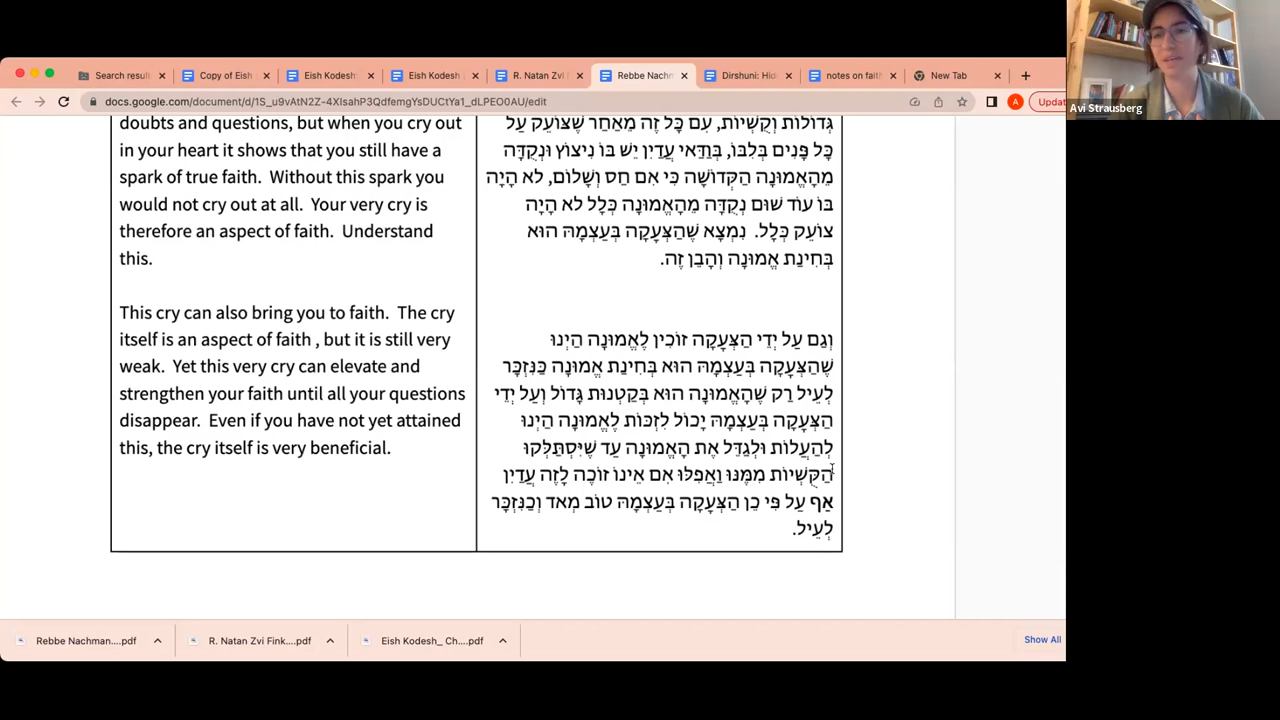 Search resul
Copy of Eish
Eish Kodesh
Eish Kodesh
R. Natan Zvi
Rebbe Nachm
Dirshuni: Hid
notes on faith
New Tab
docs.google.com/document/d/1S_u9vAtN2Z-4XIsahP3QdfemgYsDUCtYa1_dLPEO0AU/edit
A
Updat
Avi Strausberg
doubts and questions, but when you cry out
in your heart it shows that you still have a
spark of true faith. Without this spark you
would not cry out at all. Your very cry is
therefore an aspect of faith. Understand
this.
This cry can also bring you to faith. The cry
itself is an aspect of faith , but it is still very
weak. Yet this very cry can elevate and
strengthen your faith until all your questions
disappear. Even if you have not yet attained
this, the cry itself is very beneficial.
גְּדוֹלוֹת וְקֻשְׁיוֹת, עִם כָּל זֶה מֵאַחַר שֶׁצּוֹעֵק עַל
כָּל פָּנִים בְּלִבּוֹ, בְּוַדַּאי עֲדַיִן יֵשׁ בּוֹ נִיצוֹץ וּנְקֻדָּה
מֵהָאֱמוּנָה הַקְּדוֹשָׁה כִּי אִם חַס וְשָׁלוֹם, לֹא הָיָה
בּוֹ עוֹד שׁוּם נְקֻדָּה מֵהָאֱמוּנָה כְּלָל לֹא הָיָה
צוֹעֵק כְּלָל. נִמְצָא שֶׁהַצְּעָקָה בְּעַצְמָהּ הוּא
בְּחִינַת אֱמוּנָה וְהָבֵן זֶה.
וְגַם עַל יְדֵי הַצְּעָקָה זוֹכִין לֶאֱמוּנָה הַיְנוּ
שֶׁהַצְּעָקָה בְּעַצְמָהּ הוּא בְּחִינַת אֱמוּנָה כַּנִּזְכָּר
לְעֵיל רַק שֶׁהָאֱמוּנָה הוּא בְּקַטְנוּת גָּדוֹל וְעַל יְדֵי
הַצְּעָקָה בְּעַצְמָהּ יָכוֹל לִזְכּוֹת לֶאֱמוּנָה הַיְנוּ
לְהַעֲלוֹת וּלְגַדֵּל אֶת הָאֱמוּנָה עַד שֶׁיִּסְתַּלְּקוּ
הַקֻּשְׁיוֹת מִמֶּנּוּ וַאֲפִלּוּ אִם אֵינוֹ זוֹכֶה לָזֶה עֲדַיִן
אַף עַל פִּי כֵן הַצְּעָקָה בְּעַצְמָהּ טוֹב מְאֹד וְכַנִּזְכָּר
לְעֵיל.
Rebbe Nachman....pdf
R. Natan Zvi Fink....pdf
Eish Kodesh_ Ch....pdf
Show All